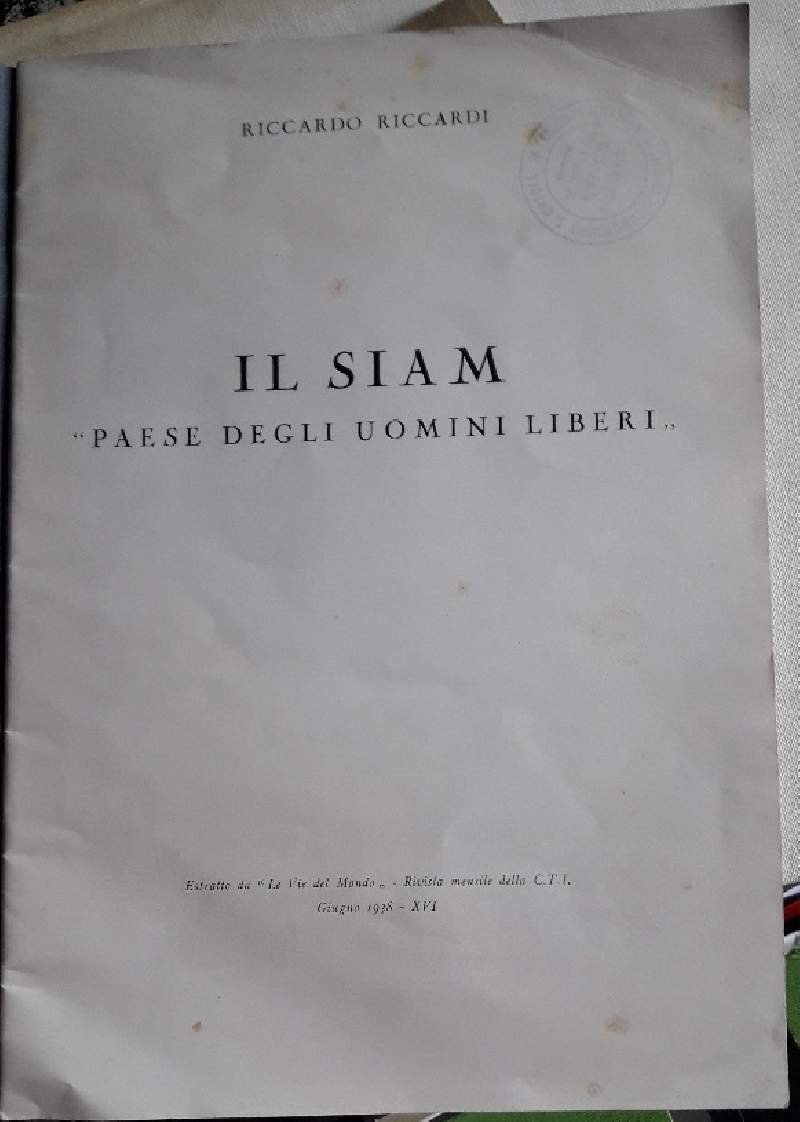 RICCARDO RICCARDI
IL SIAM
“PAESE DEGLI UOMINI LIBERI„
Estratto da “Le Vie del Mondo„ - Rivista mensile della C.T.I.
Giugno 1938 - XVI